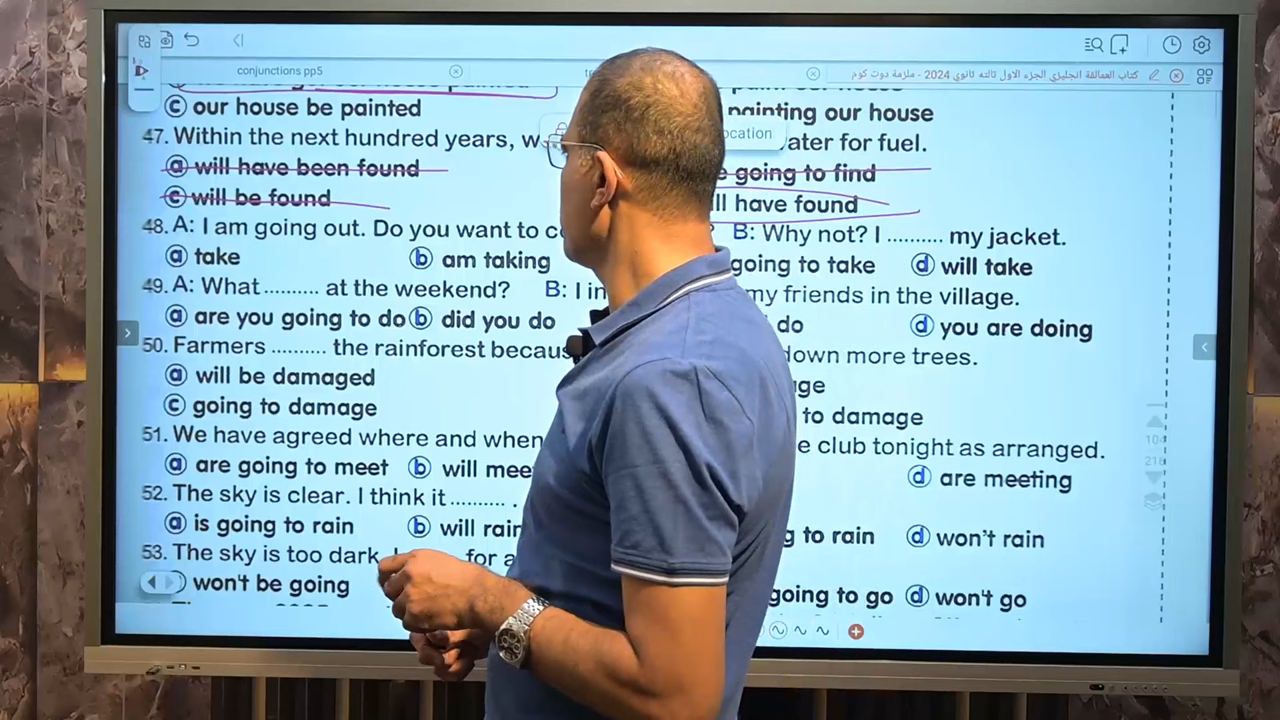 conjunctions pp5
كتاب العمالقة انجليزي الجزء الاول ثالثه ثانوي 2024 - ملزمة دوت كوم
ⓒ our house be painted
painting our house
47. Within the next hundred years, ocation
for fuel.
ⓐ will have been found going to find
ⓒ will be found have found
48. A: I am going out. Do you want to B: Why not? I .......... my jacket.
ⓐ take ⓑ am taking going to take ⓓ will take
49. A: What .......... at the weekend? B: I my friends in the village.
ⓐ are you going to do ⓑ did you do do ⓓ you are doing
50. Farmers .......... the rainforest down more trees.
ⓐ will be damaged
ⓒ going to damage to damage
51. We have agreed where and when club tonight as arranged.
ⓐ are going to meet ⓑ will ⓓ are meeting
52. The sky is clear. I think it .......... .
ⓐ is going to rain ⓑ will rain to rain ⓓ won't rain
53. The sky is too dark. for
won't be going going to go ⓓ won't go
104
216